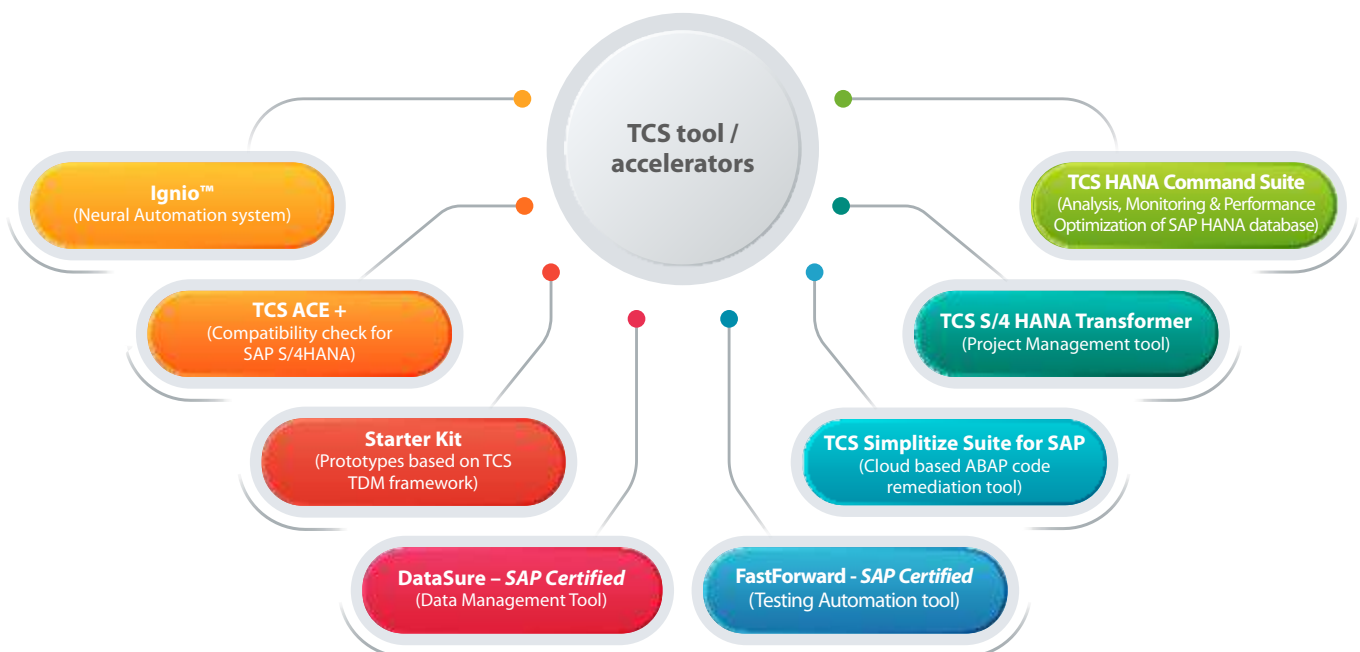 TCS tool /
accelerators
Ignio™
(Neural Automation system)
TCS ACE +
(Compatibility check for
SAP S/4HANA)
Starter Kit
(Prototypes based on TCS
TDM framework)
DataSure – SAP Certified
(Data Management Tool)
FastForward - SAP Certified
(Testing Automation tool)
TCS Simplitize Suite for SAP
(Cloud based ABAP code
remediation tool)
TCS S/4 HANA Transformer
(Project Management tool)
TCS HANA Command Suite
(Analysis, Monitoring & Performance
Optimization of SAP HANA database)